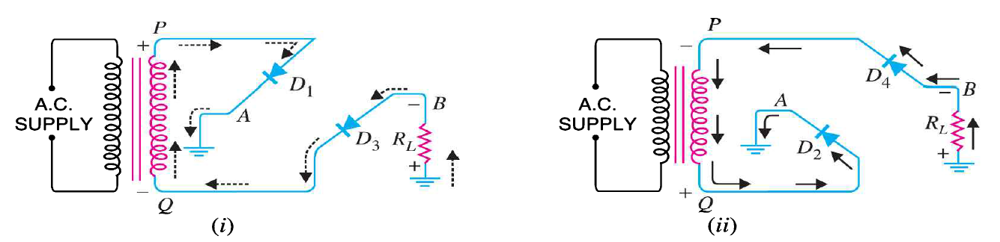 P
+
D1
A.C.
SUPPLY
A
− B
D3 RL
+
−
Q
(i)
P
−
D4
− B
A.C.
SUPPLY
A
RL
D2
+
+
Q
(ii)